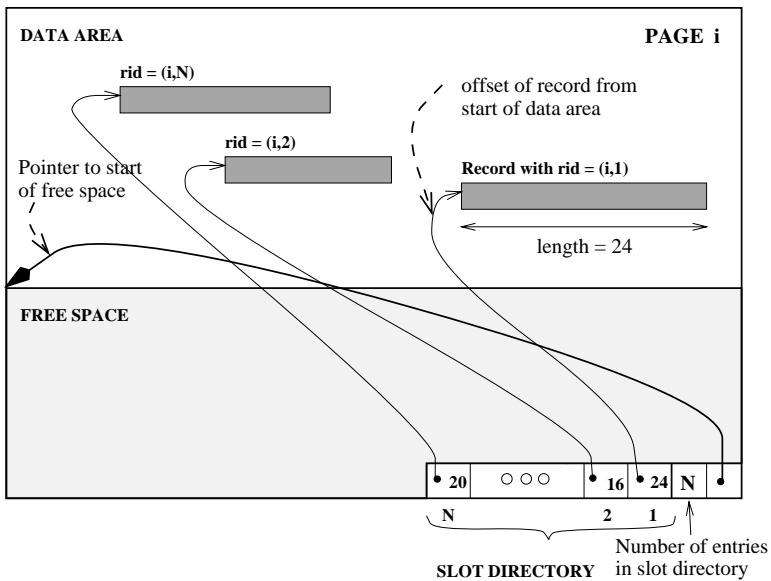 DATA AREA
PAGE i
rid = (i,N)
offset of record from
start of data area
rid = (i,2)
Pointer to start
of free space
Record with rid = (i,1)
length = 24
FREE SPACE
20
16
24
N
N
2
1
Number of entries
in slot directory
SLOT DIRECTORY